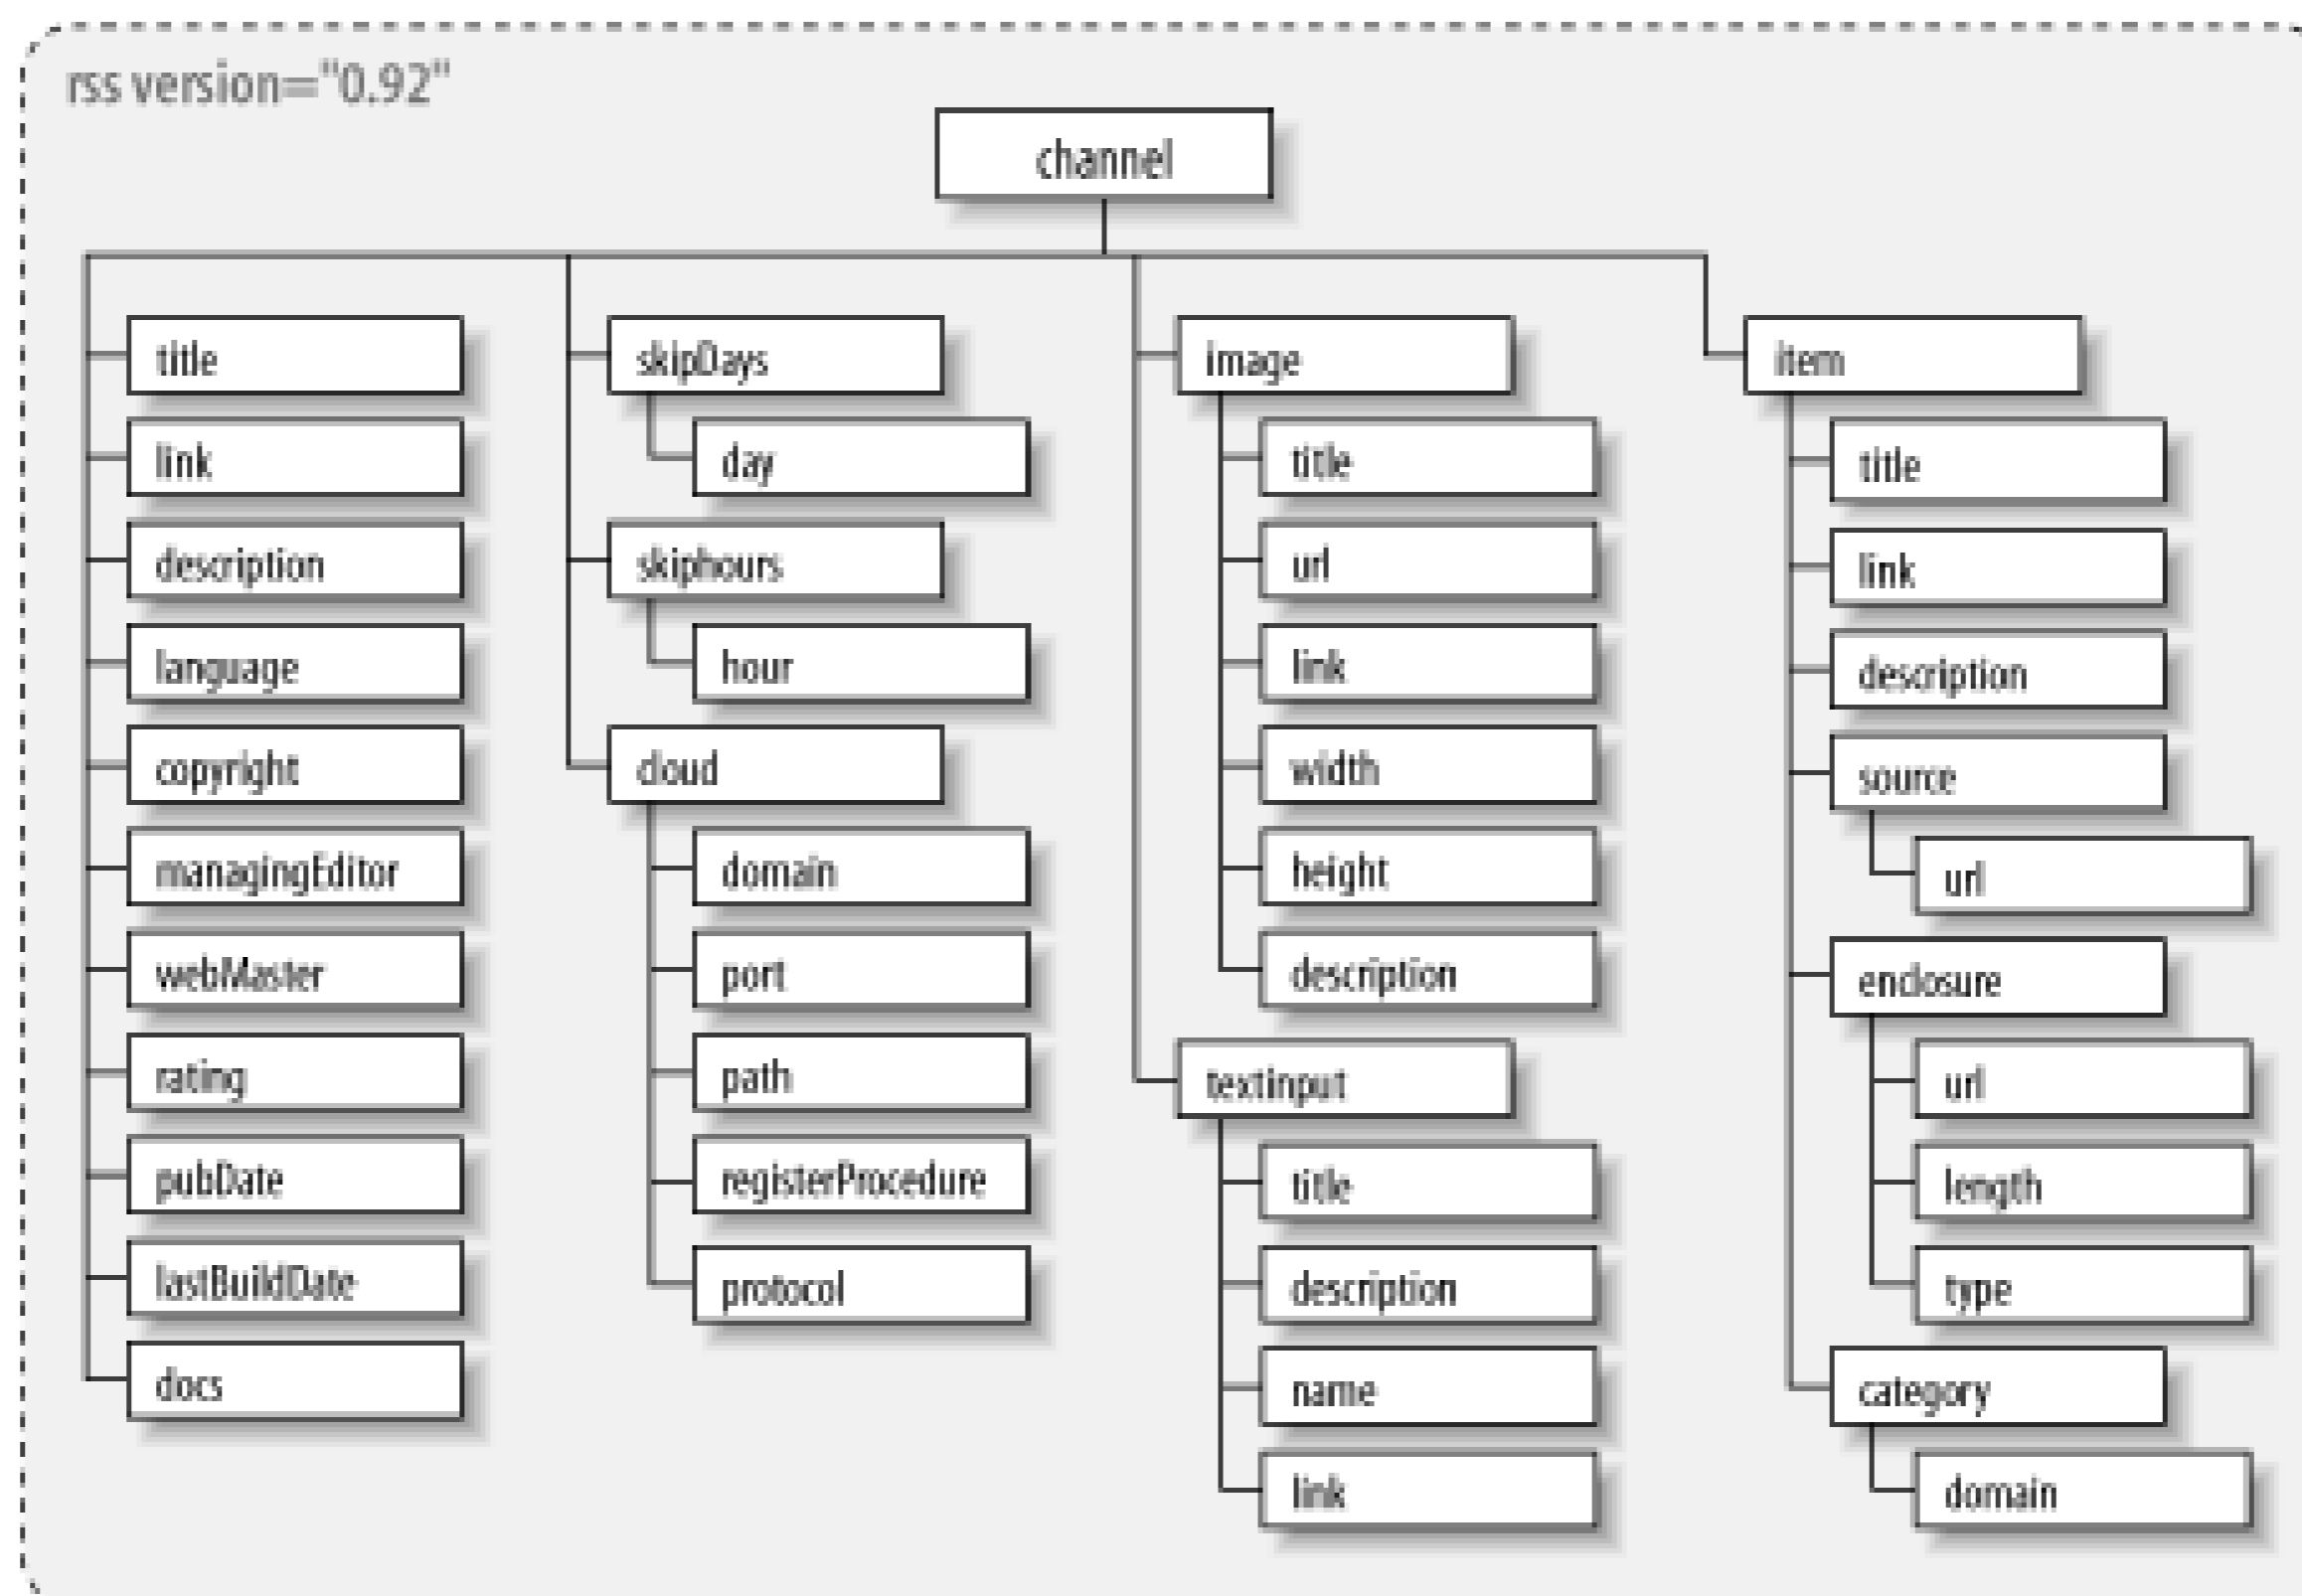 rss version="0.92"
channel
title
link
description
language
copyright
managingEditor
webMaster
rating
pubDate
lastBuildDate
docs
skipDays
day
skiphours
hour
cloud
domain
port
path
registerProcedure
protocol
image
title
url
link
width
height
description
textinput
title
description
name
link
item
title
link
description
source
url
enclosure
url
length
type
category
domain